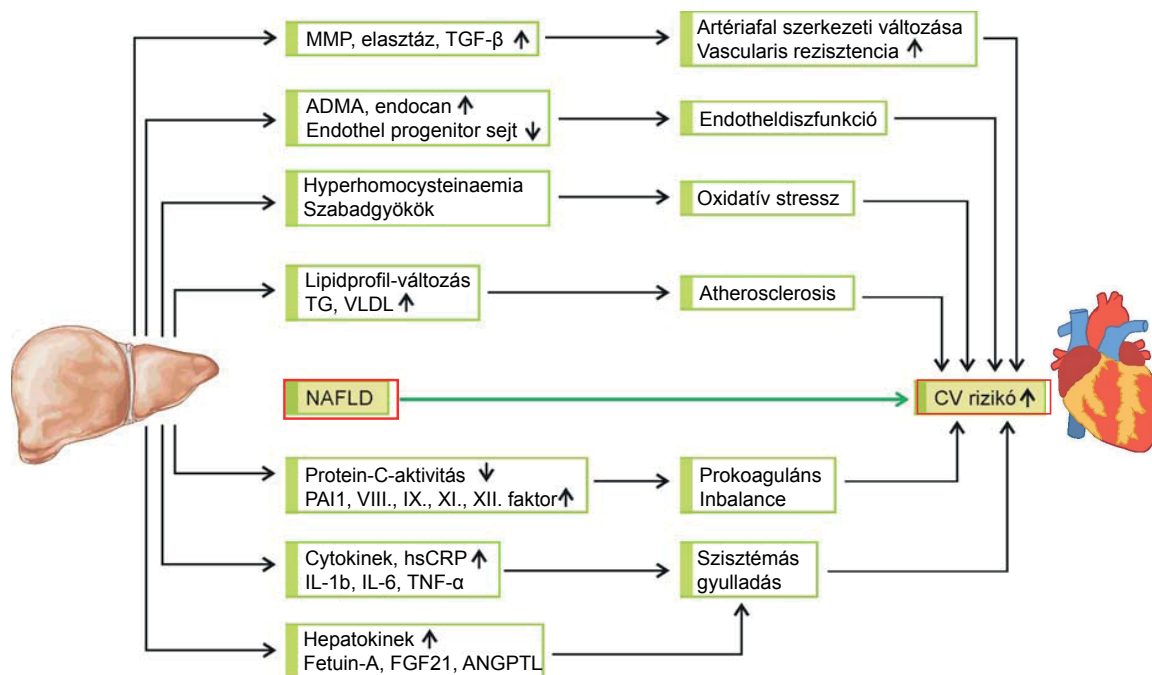 MMP, elasztáz, TGF-β ↑
Artériafal szerkezeti változása
Vascularis rezisztencia ↑
ADMA, endocan ↑
Endothel progenitor sejt ↓
Endotheldiszfunkció
Hyperhomocysteinaemia
Szabadgyökök
Oxidatív stressz
Lipidprofil-változás
TG, VLDL ↑
Atherosclerosis
NAFLD
CV rizikó ↑
Protein-C-aktivitás ↓
PAI1, VIII., IX., XI., XII. faktor ↑
Prokoaguláns
Inbalance
Cytokinek, hsCRP ↑
IL-1b, IL-6, TNF-α
Szisztémás
gyulladás
Hepatokinek ↑
Fetuin-A, FGF21, ANGPTL